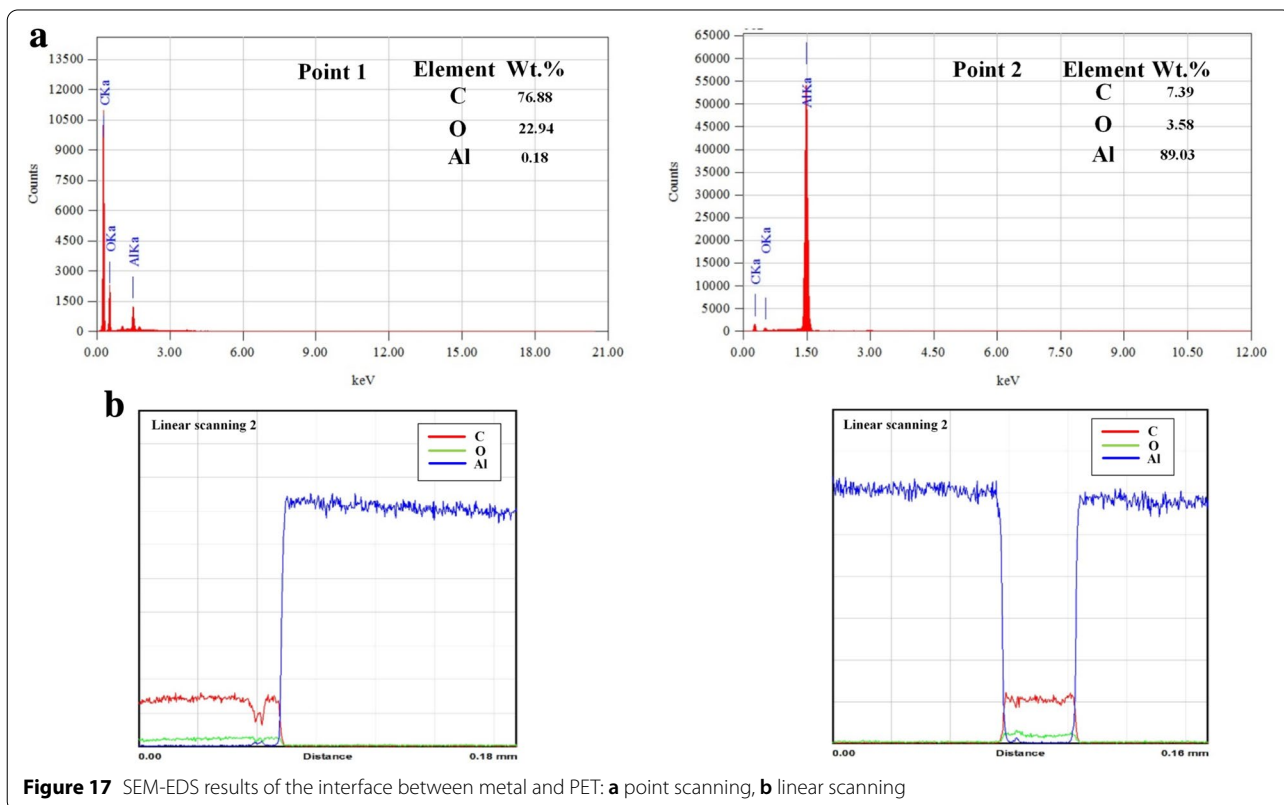 a
13500
12000
10500
9000
7500
6000
4500
3000
1500
0
Counts
CKa
OKa
AlKa
Point 1
Element Wt.%
C 76.88
O 22.94
Al 0.18
0.00 3.00 6.00 9.00 12.00 15.00 18.00 21.00
keV
65000
60000
55000
50000
45000
40000
35000
30000
25000
20000
15000
10000
5000
0
Counts
CKa
OKa
AlKa
Point 2
Element Wt.%
C 7.39
O 3.58
Al 89.03
0.00 1.50 3.00 4.50 6.00 7.50 9.00 10.50 12.00
keV
b
Linear scanning 2
C
O
Al
0.00 Distance 0.18 mm
Linear scanning 2
C
O
Al
0.00 Distance 0.16 mm
Figure 17 SEM-EDS results of the interface between metal and PET: a point scanning, b linear scanning